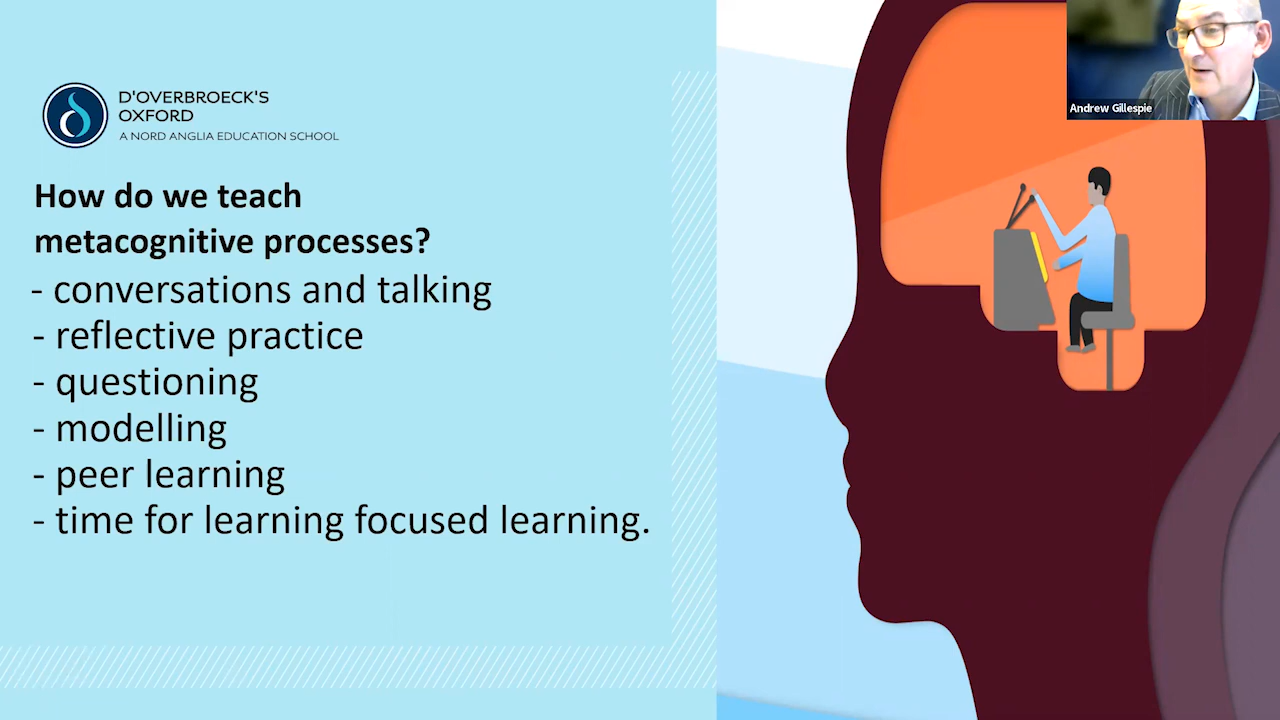 D'OVERBROECK'S
OXFORD
A NORD ANGLIA EDUCATION SCHOOL
How do we teach
metacognitive processes?
- conversations and talking
- reflective practice
- questioning
- modelling
- peer learning
- time for learning focused learning.
Andrew Gillespie